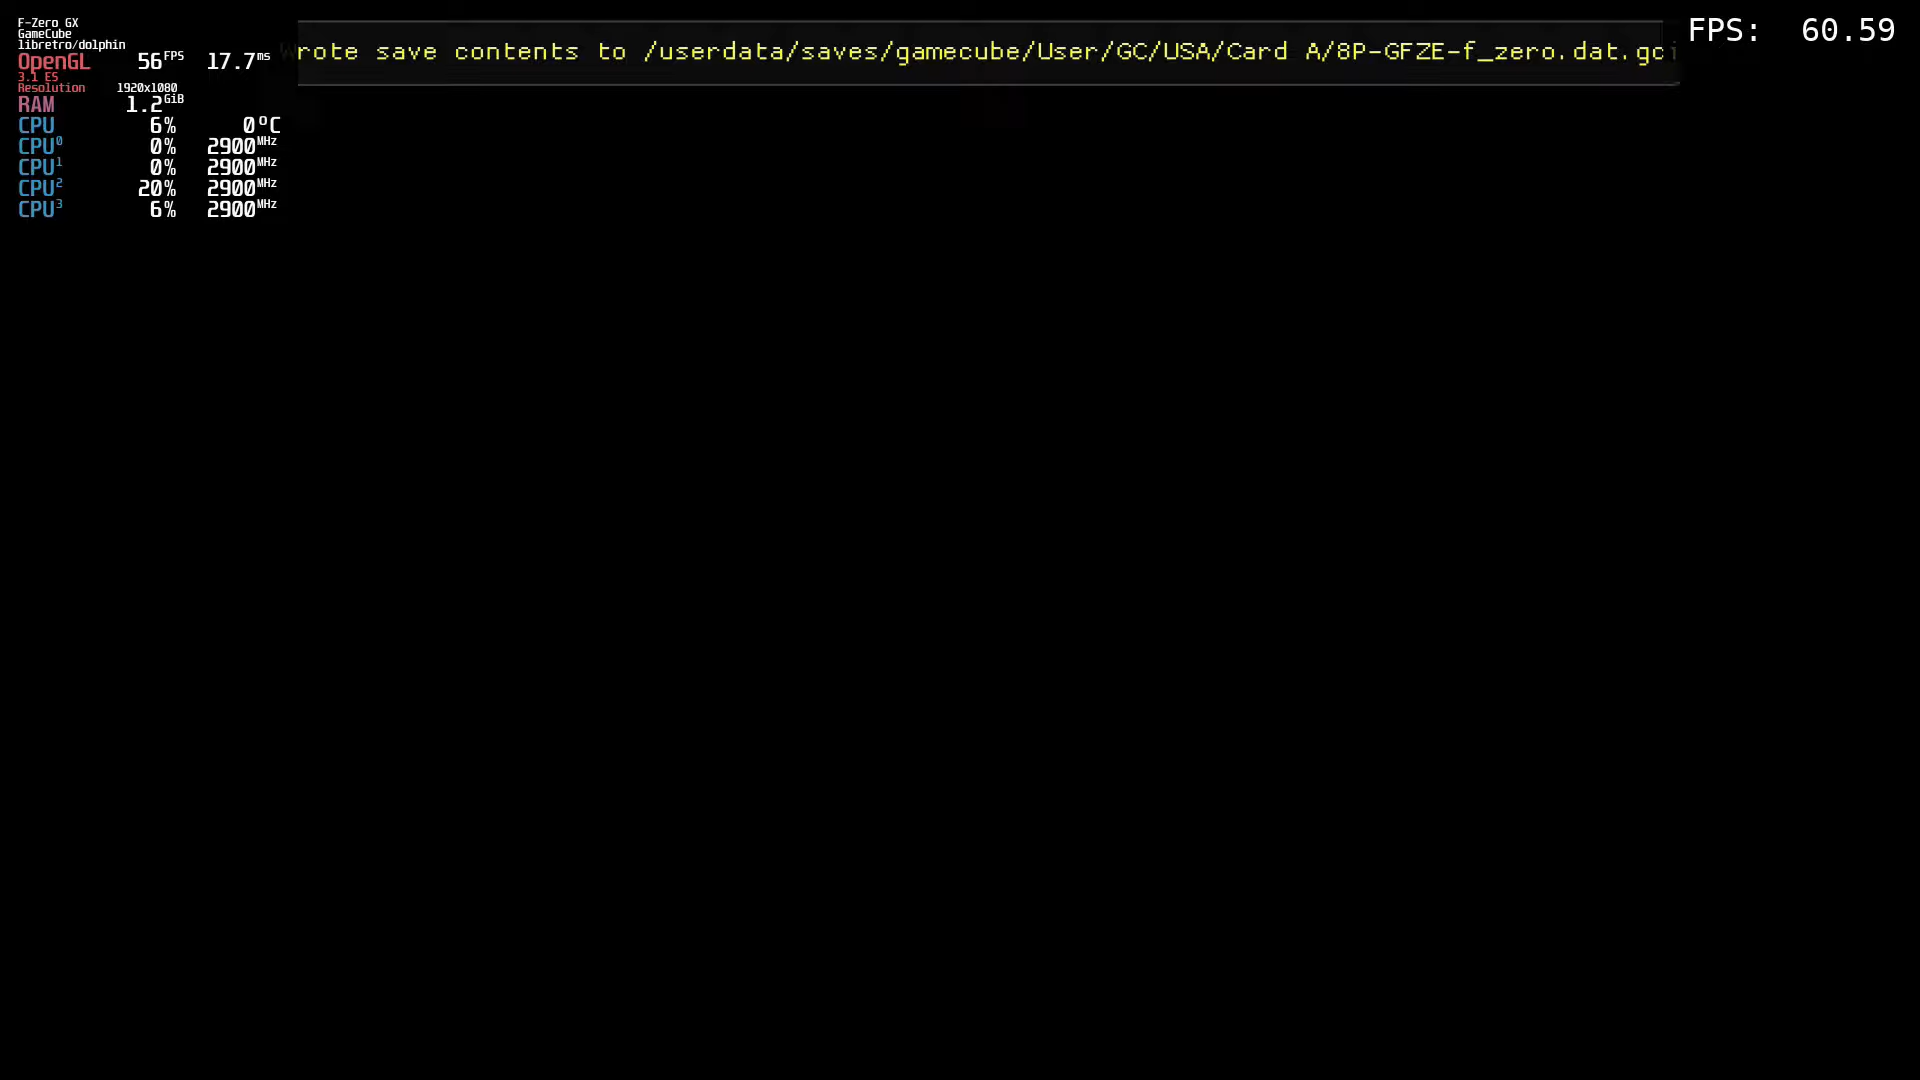 F-Zero GX
GameCube
libretro/dolphin
OpenGL 56FPS 17.7ms
3.1 ES
Resolution 1920x1080
RAM 1.2GiB
CPU 6% 0°C
CPU0 0% 2900MHz
CPU1 0% 2900MHz
CPU2 20% 2900MHz
CPU3 6% 2900MHz
Wrote save contents to /userdata/saves/gamecube/User/GC/USA/Card A/8P-GFZE-f_zero.dat.gci
FPS: 60.59